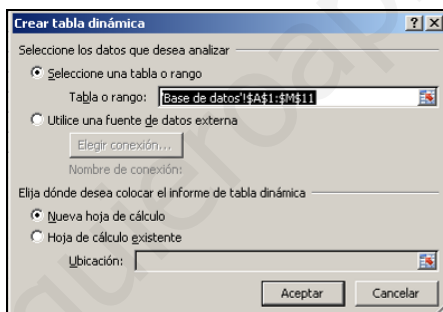 Crear tabla dinámica
Seleccione los datos que desea analizar
Seleccione una tabla o rango
Tabla o rango: 'Base de datos'!$A$1:$M$11
Utilice una fuente de datos externa
Elegir conexión...
Nombre de conexión:
Elija dónde desea colocar el informe de tabla dinámica
Nueva hoja de cálculo
Hoja de cálculo existente
Ubicación:
Aceptar Cancelar